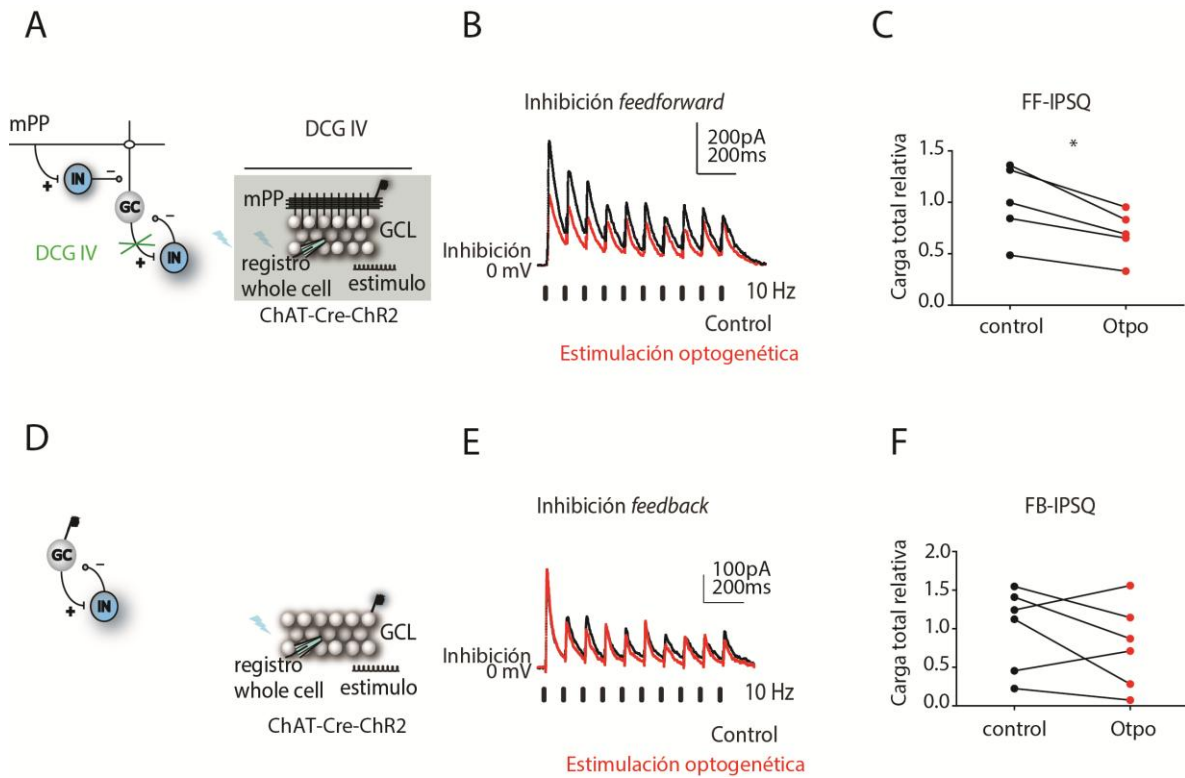 A
mPP
IN
+
−
GC
DCG IV
+
−
IN
DCG IV
mPP
GCL
registro
whole cell
estimulo
ChAT-Cre-ChR2
B
Inhibición feedforward
200pA
200ms
Inhibición
0 mV
10 Hz
Control
Estimulación optogenética
C
FF-IPSQ
*
Carga total relativa
1.5
1.0
0.5
0.0
control
Otpo
D
GC
−
+
IN
GCL
registro
whole cell
estimulo
ChAT-Cre-ChR2
E
Inhibición feedback
100pA
200ms
Inhibición
0 mV
10 Hz
Control
Estimulación optogenética
F
FB-IPSQ
Carga total relativa
2.0
1.5
1.0
0.5
0.0
control
Otpo